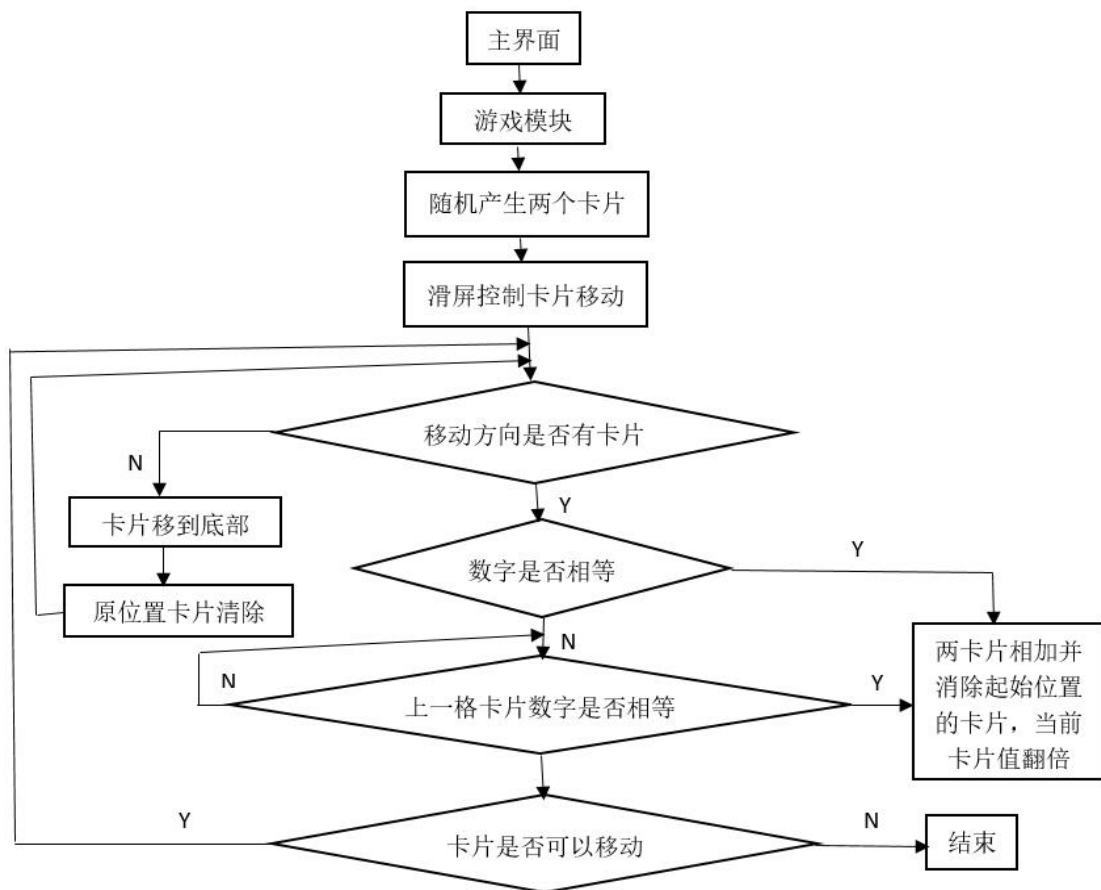 主界面
游戏模块
随机产生两个卡片
滑屏控制卡片移动
移动方向是否有卡片
N
Y
卡片移到底部
数字是否相等
Y
原位置卡片清除
N
两卡片相加并
消除起始位置
的卡片，当前
卡片值翻倍
N
上一格卡片数字是否相等
Y
Y
卡片是否可以移动
N
结束